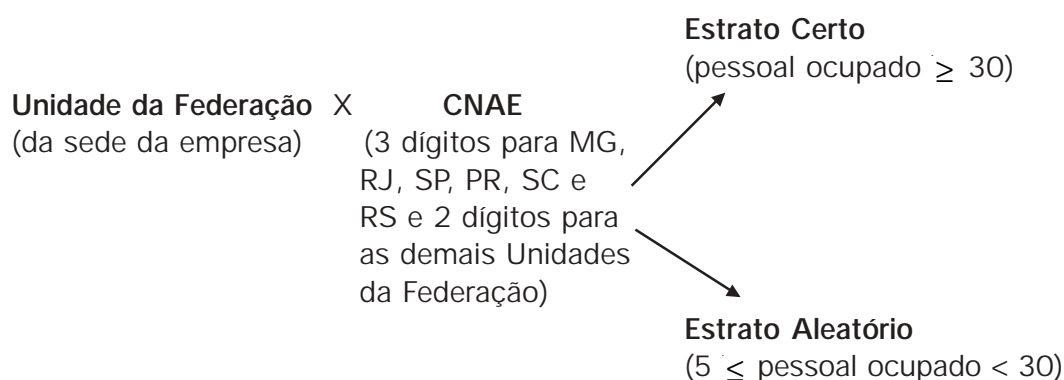 Estrato Certo
(pessoal ocupado ≥ 30)
Unidade da Federação X CNAE
(da sede da empresa) (3 dígitos para MG,
RJ, SP, PR, SC e
RS e 2 dígitos para
as demais Unidades
da Federação)
Estrato Aleatório
(5 ≤ pessoal ocupado < 30)